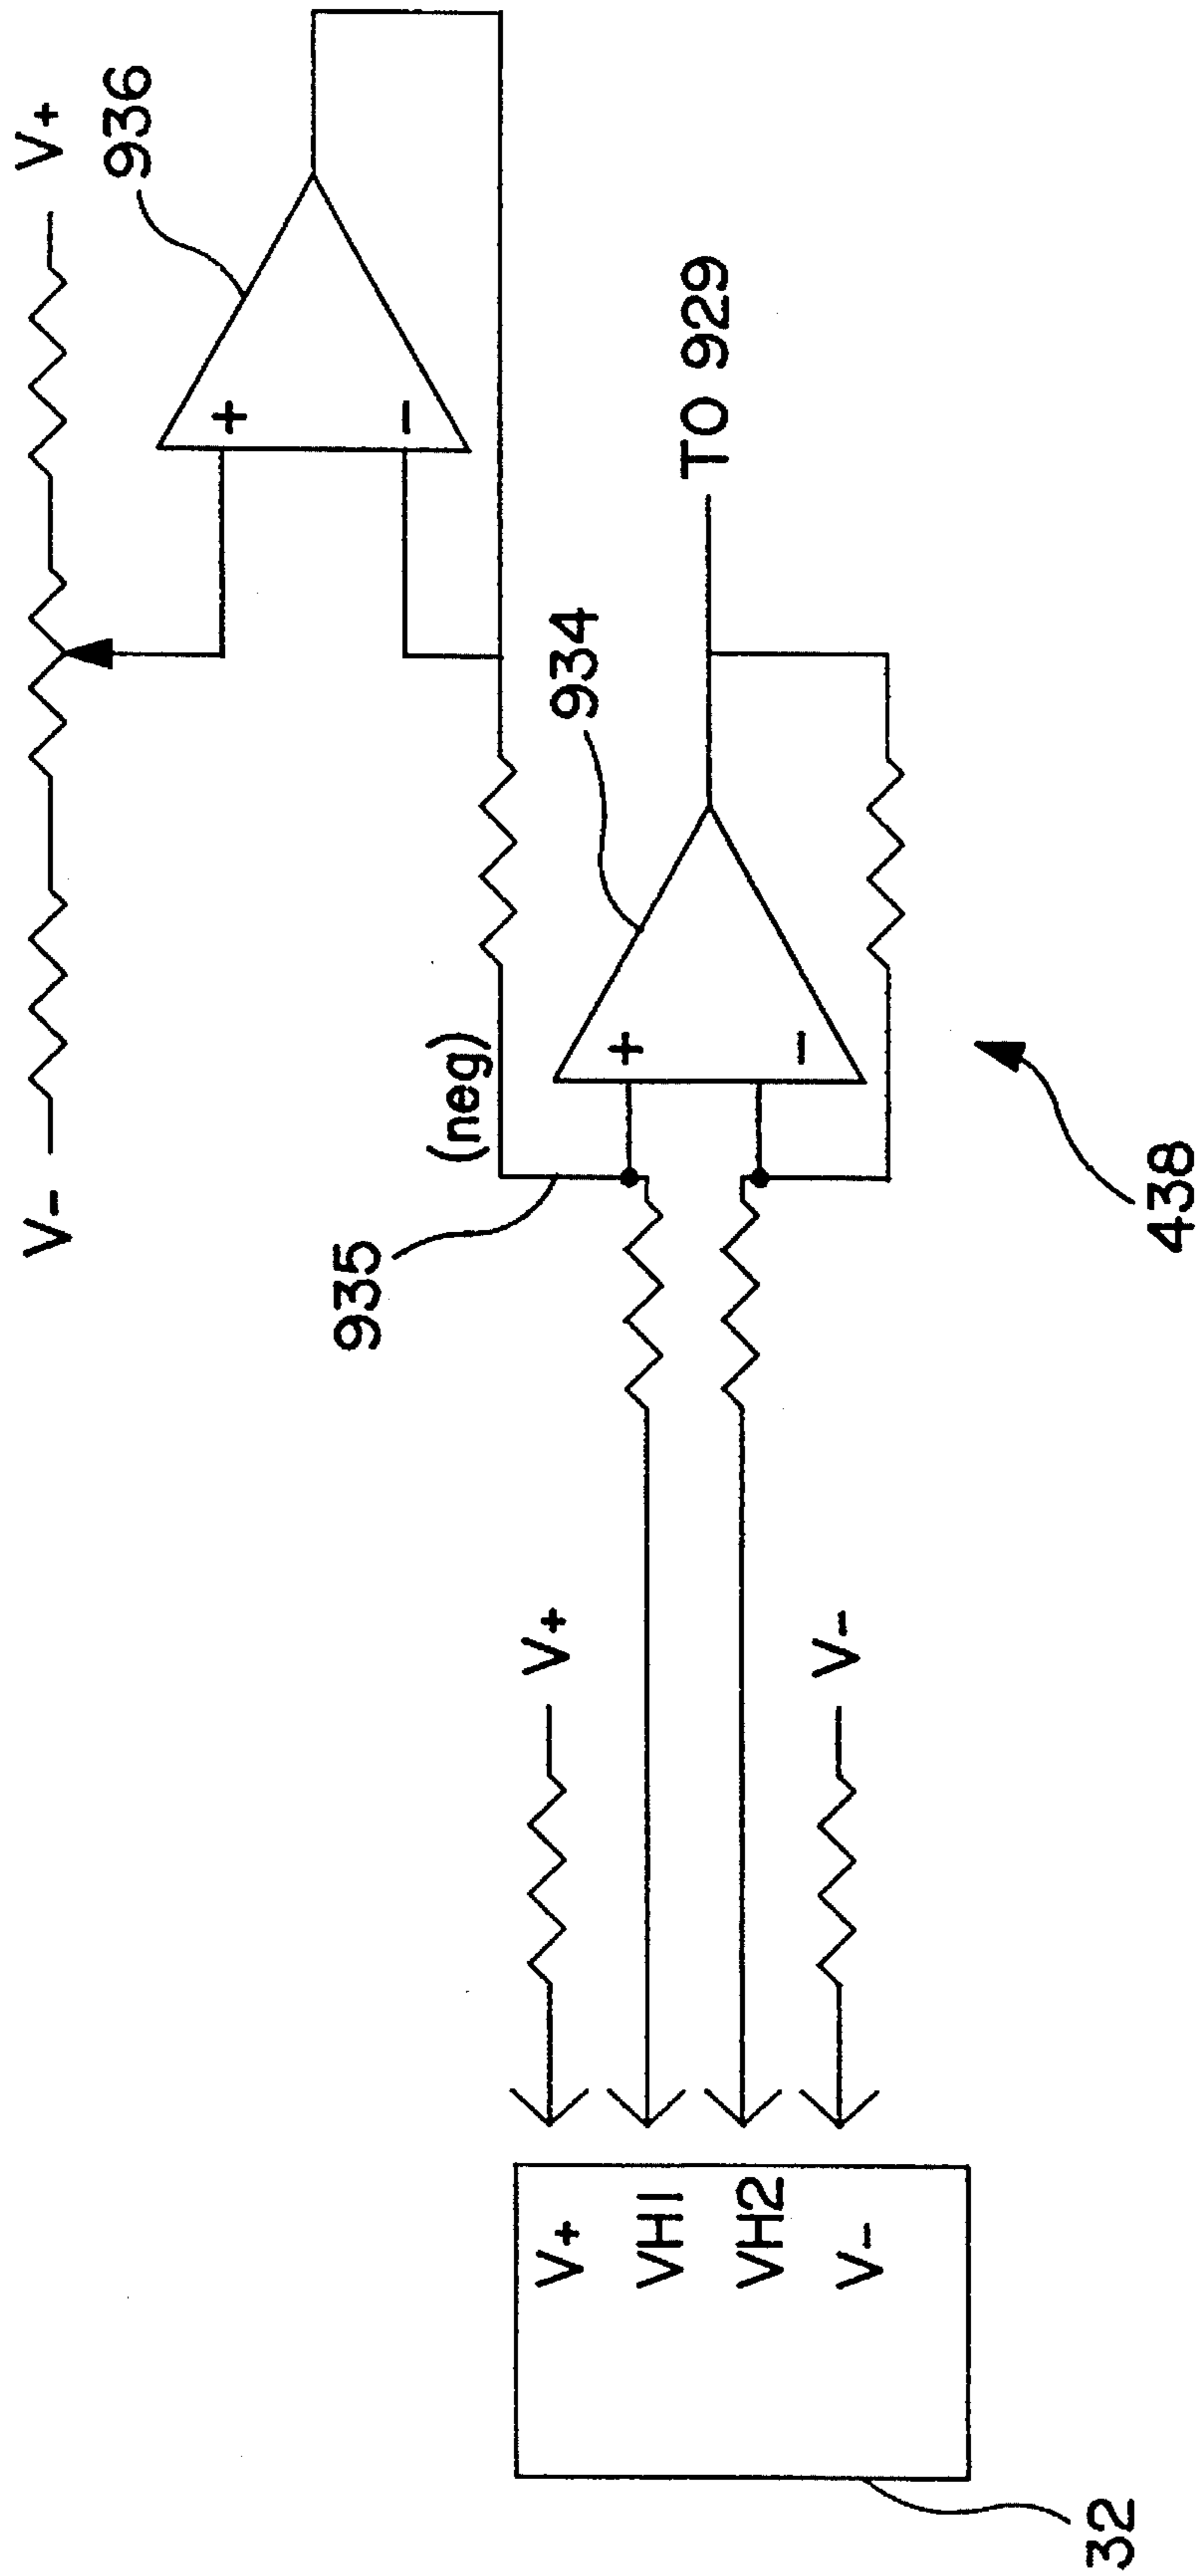 V- V+
936
(neg)
935
934
TO 929
V+
V-
V+
VH1
VH2
V-
438
32